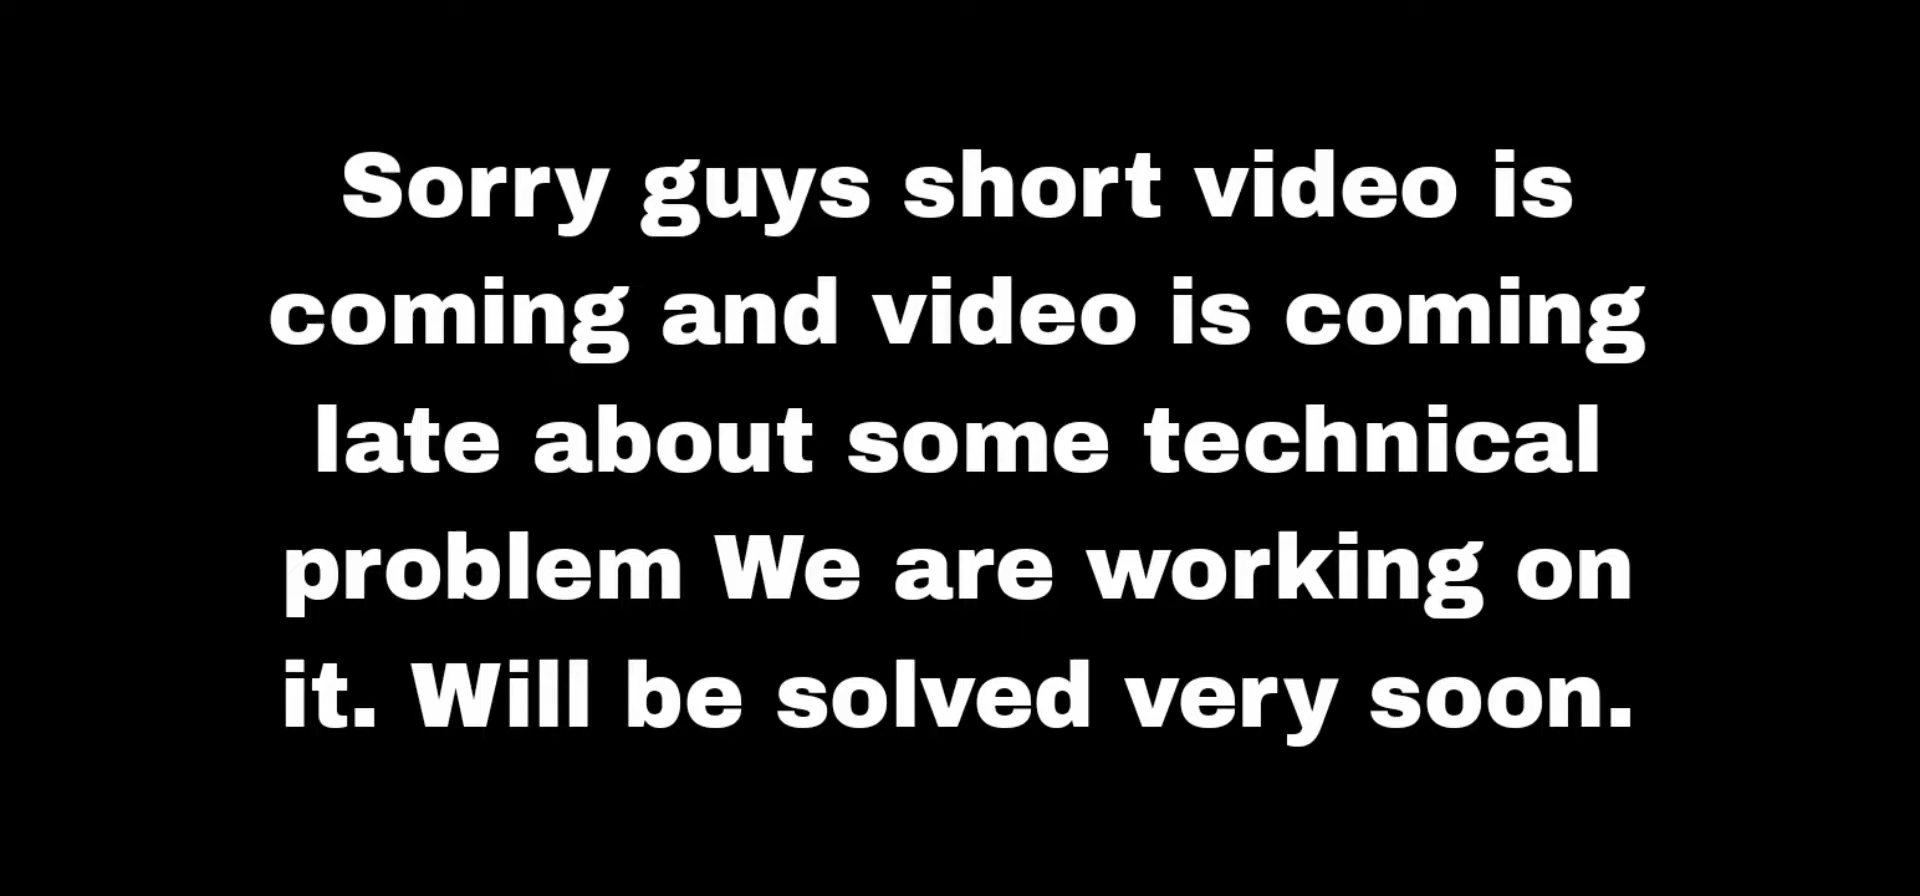 Sorry guys short video is
coming and video is coming
late about some technical
problem We are working on
it. Will be solved very soon.